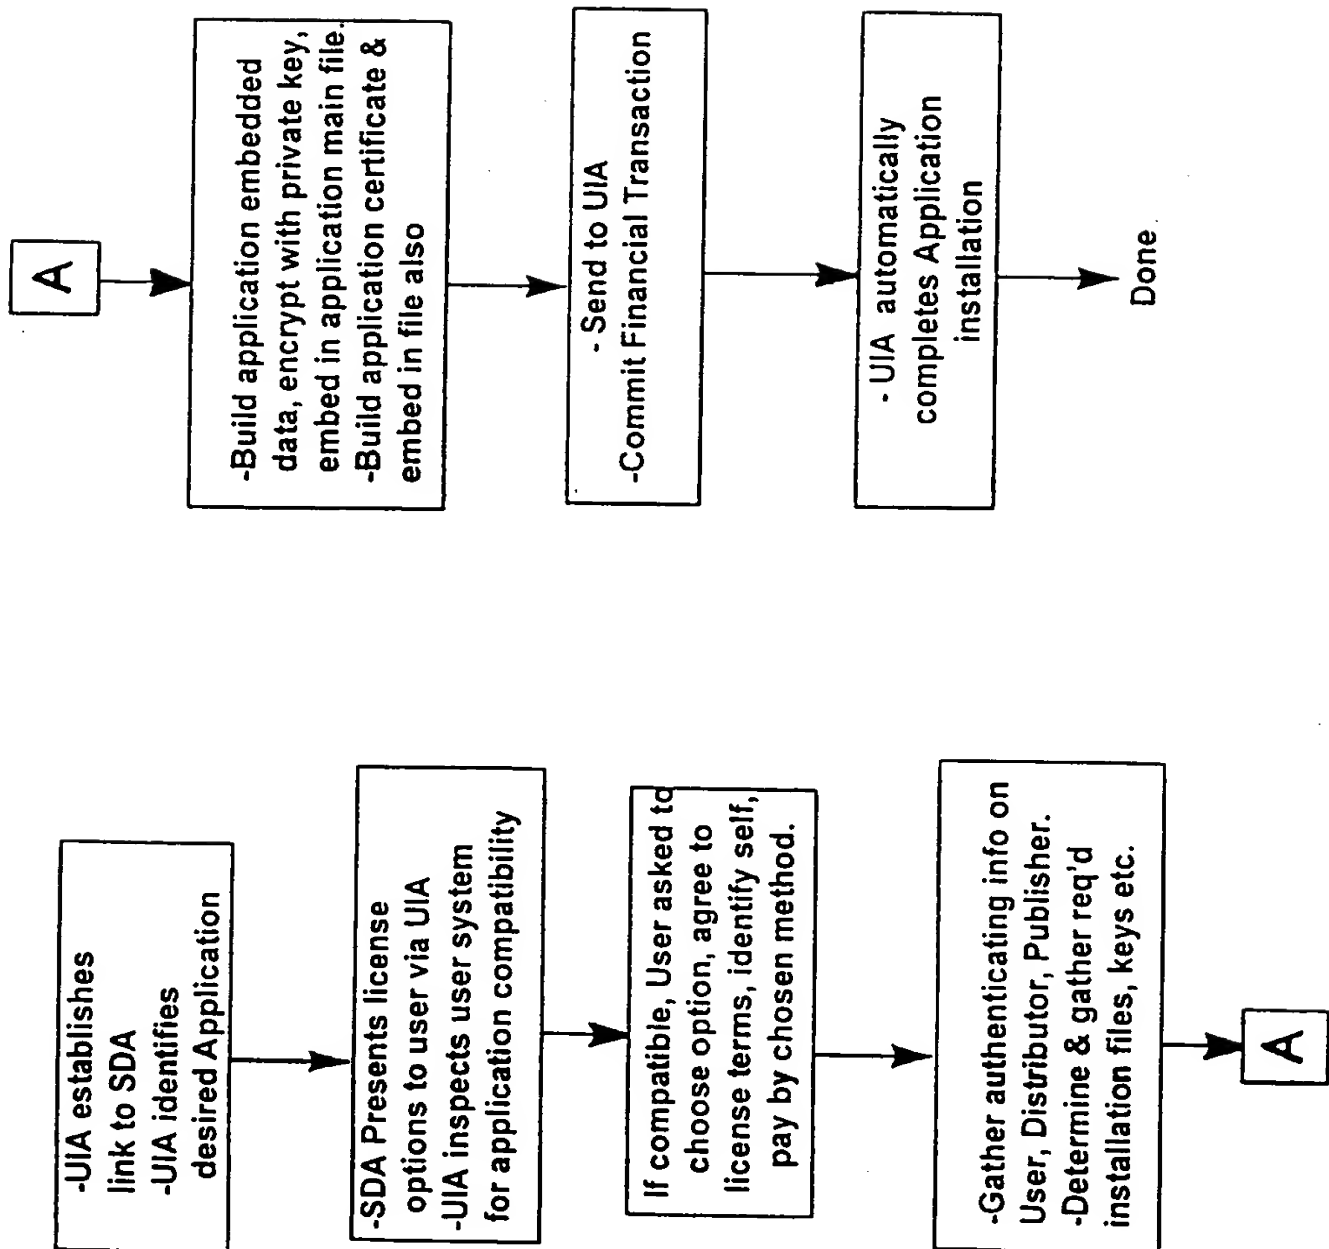 -UIA establishes
link to SDA
-UIA identifies
desired Application
-SDA Presents license
options to user via UIA
-UIA inspects user system
for application compatibility
If compatible, User asked to
choose option, agree to
license terms, identify self,
pay by chosen method.
-Gather authenticating info on
User, Distributor, Publisher.
-Determine & gather req'd
installation files, keys etc.
A
A
-Build application embedded
data, encrypt with private key,
embed in application main file.
-Build application certificate &
embed in file also
- Send to UIA
-Commit Financial Transaction
- UIA automatically
completes Application
installation
Done